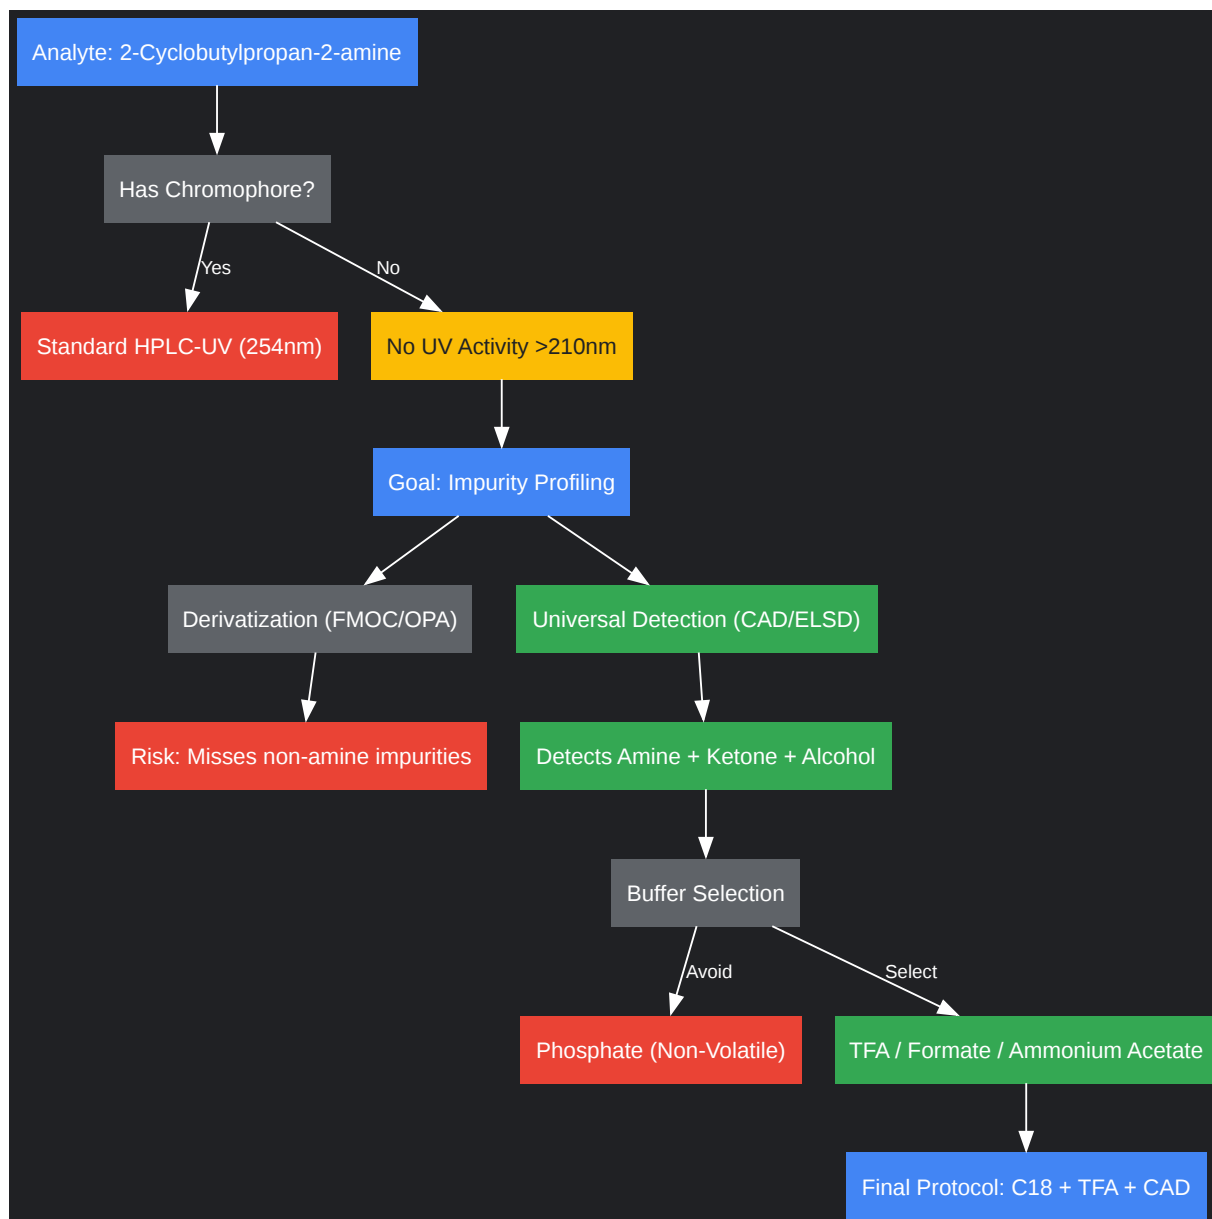 Analyte: 2-Cyclobutylpropan-2-amine
Has Chromophore?
Yes
No
Standard HPLC-UV (254nm)
No UV Activity >210nm
Goal: Impurity Profiling
Derivatization (FMOC/OPA)
Universal Detection (CAD/ELSD)
Risk: Misses non-amine impurities
Detects Amine + Ketone + Alcohol
Buffer Selection
Avoid
Select
Phosphate (Non-Volatile)
TFA / Formate / Ammonium Acetate
Final Protocol: C18 + TFA + CAD